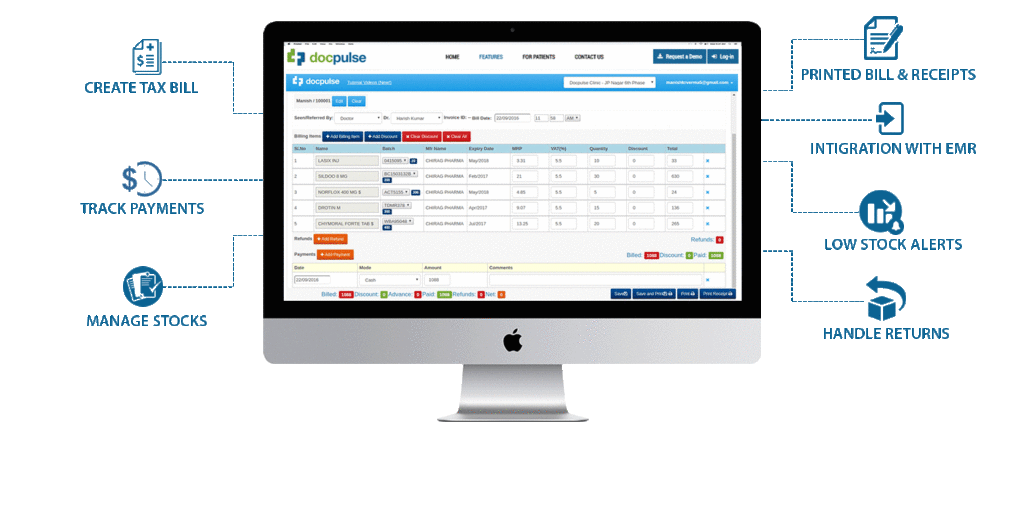 docpulse
HOME FEATURES FOR PATIENTS CONTACT US Request a Demo Log-In
docpulse Tutorial Videos (New!) Docpulse Clinic - JP Nagar 6th Phase
Manish / 100001 Edit Clear
Seen/Referred By: Doctor Dr. Harish Kumar Invoice ID: Bill Date: 22/09/2016 11 59 AM
Billing Items Add Billing Item Add Discount Clear Discount Clear All
Sl.No Name Batch Mfr Name Expiry Date MRP VAT(%) Quantity Discount Total
1 LASIX INJ CHIRAG PHARMA May/2018 3.31 5.5 10 0 33
2 SILDOO 8 MG CHIRAG PHARMA Feb/2017 21 5.5 30 0 630
3 NORFLOX 400 MG $ CHIRAG PHARMA May/2018 4.85 5.5 5 0 24
4 DROTIN M CHIRAG PHARMA Apr/2017 9.07 5.5 15 0 136
5 CHYMORAL FORTE TAB $ CHIRAG PHARMA Jul/2017 13.25 5.5 20 0 265
Refunds Add Refund Refunds: 0
Payments Add Payment Billed: 1088 Discount: 0 Paid: 1088
Date Mode Amount Comments
22/09/2016 Cash 1088
Billed: 1088 Discount: 0 Advance: 0 Paid: 1088 Refunds: 0 Net: 0 Save Save and Print Print Print Receipt
CREATE TAX BILL
TRACK PAYMENTS
MANAGE STOCKS
PRINTED BILL & RECEIPTS
INTIGRATION WITH EMR
LOW STOCK ALERTS
HANDLE RETURNS